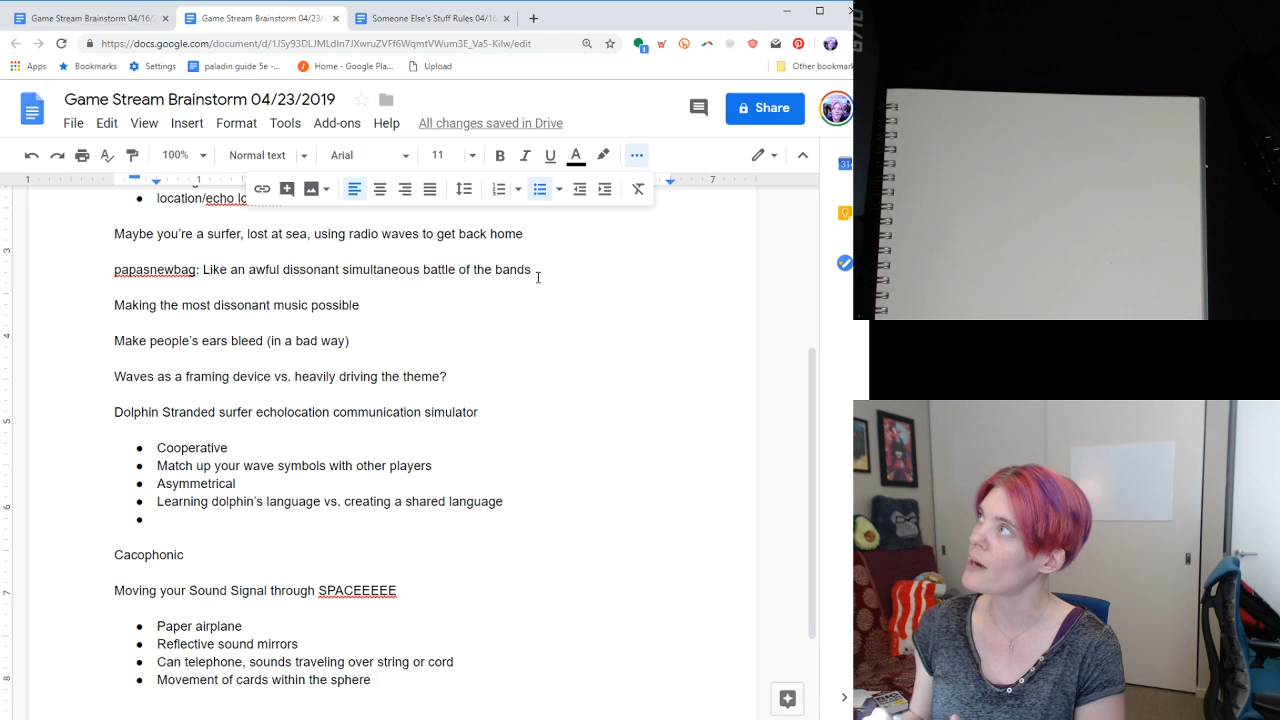 Game Stream Brainstorm 04/16/
Game Stream Brainstorm 04/23/
Someone Else's Stuff Rules 04/16
https://docs.google.com/document/d/1JSy93DLJMLdIn7JXwruZVFf6WqmtVWum3E_Va5-Kilw/edit
Apps
Bookmarks
Settings
paladin guide 5e -...
Home - Google Pla...
Upload
Other bookmark
Game Stream Brainstorm 04/23/2019
Share
File Edit View Insert Format Tools Add-ons Help All changes saved in Drive
100% Normal text Arial 11
1 1 7
location/echo lo
Maybe you're a surfer, lost at sea, using radio waves to get back home
papasnewbag: Like an awful dissonant simultaneous battle of the bands
Making the most dissonant music possible
Make people's ears bleed (in a bad way)
Waves as a framing device vs. heavily driving the theme?
Dolphin Stranded surfer echolocation communication simulator
● Cooperative
● Match up your wave symbols with other players
● Asymmetrical
● Learning dolphin's language vs. creating a shared language
●
Cacophonic
Moving your Sound Signal through SPACEEEEE
● Paper airplane
● Reflective sound mirrors
● Can telephone, sounds traveling over string or cord
● Movement of cards within the sphere